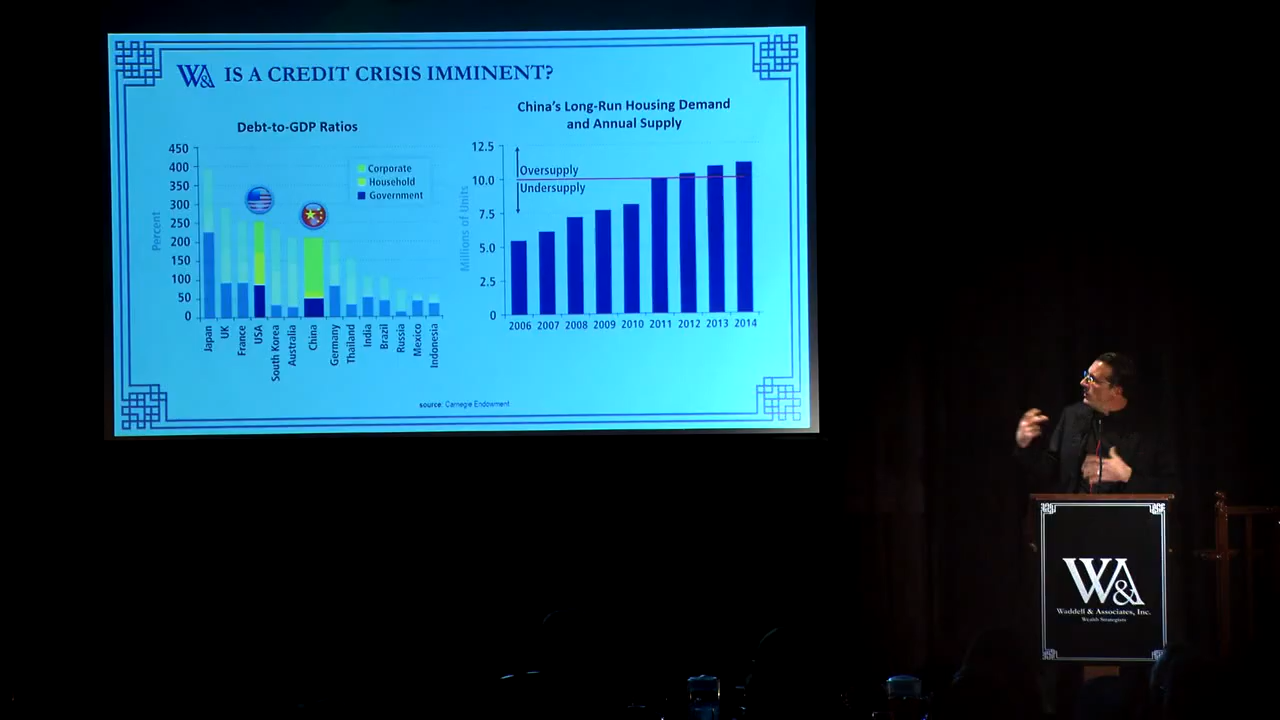 W&A IS A CREDIT CRISIS IMMINENT?
Debt-to-GDP Ratios
450
400
350
300
250
200
150
100
50
0
Percent
Corporate
Household
Government
Japan
UK
France
USA
South Korea
Australia
China
Germany
Thailand
India
Brazil
Russia
Mexico
Indonesia
China's Long-Run Housing Demand
and Annual Supply
12.5
10.0
7.5
5.0
2.5
0
Millions of Units
Oversupply
Undersupply
2006 2007 2008 2009 2010 2011 2012 2013 2014
source: Carnegie Endowment
W&A
Waddell & Associates, Inc.
Wealth Strategists